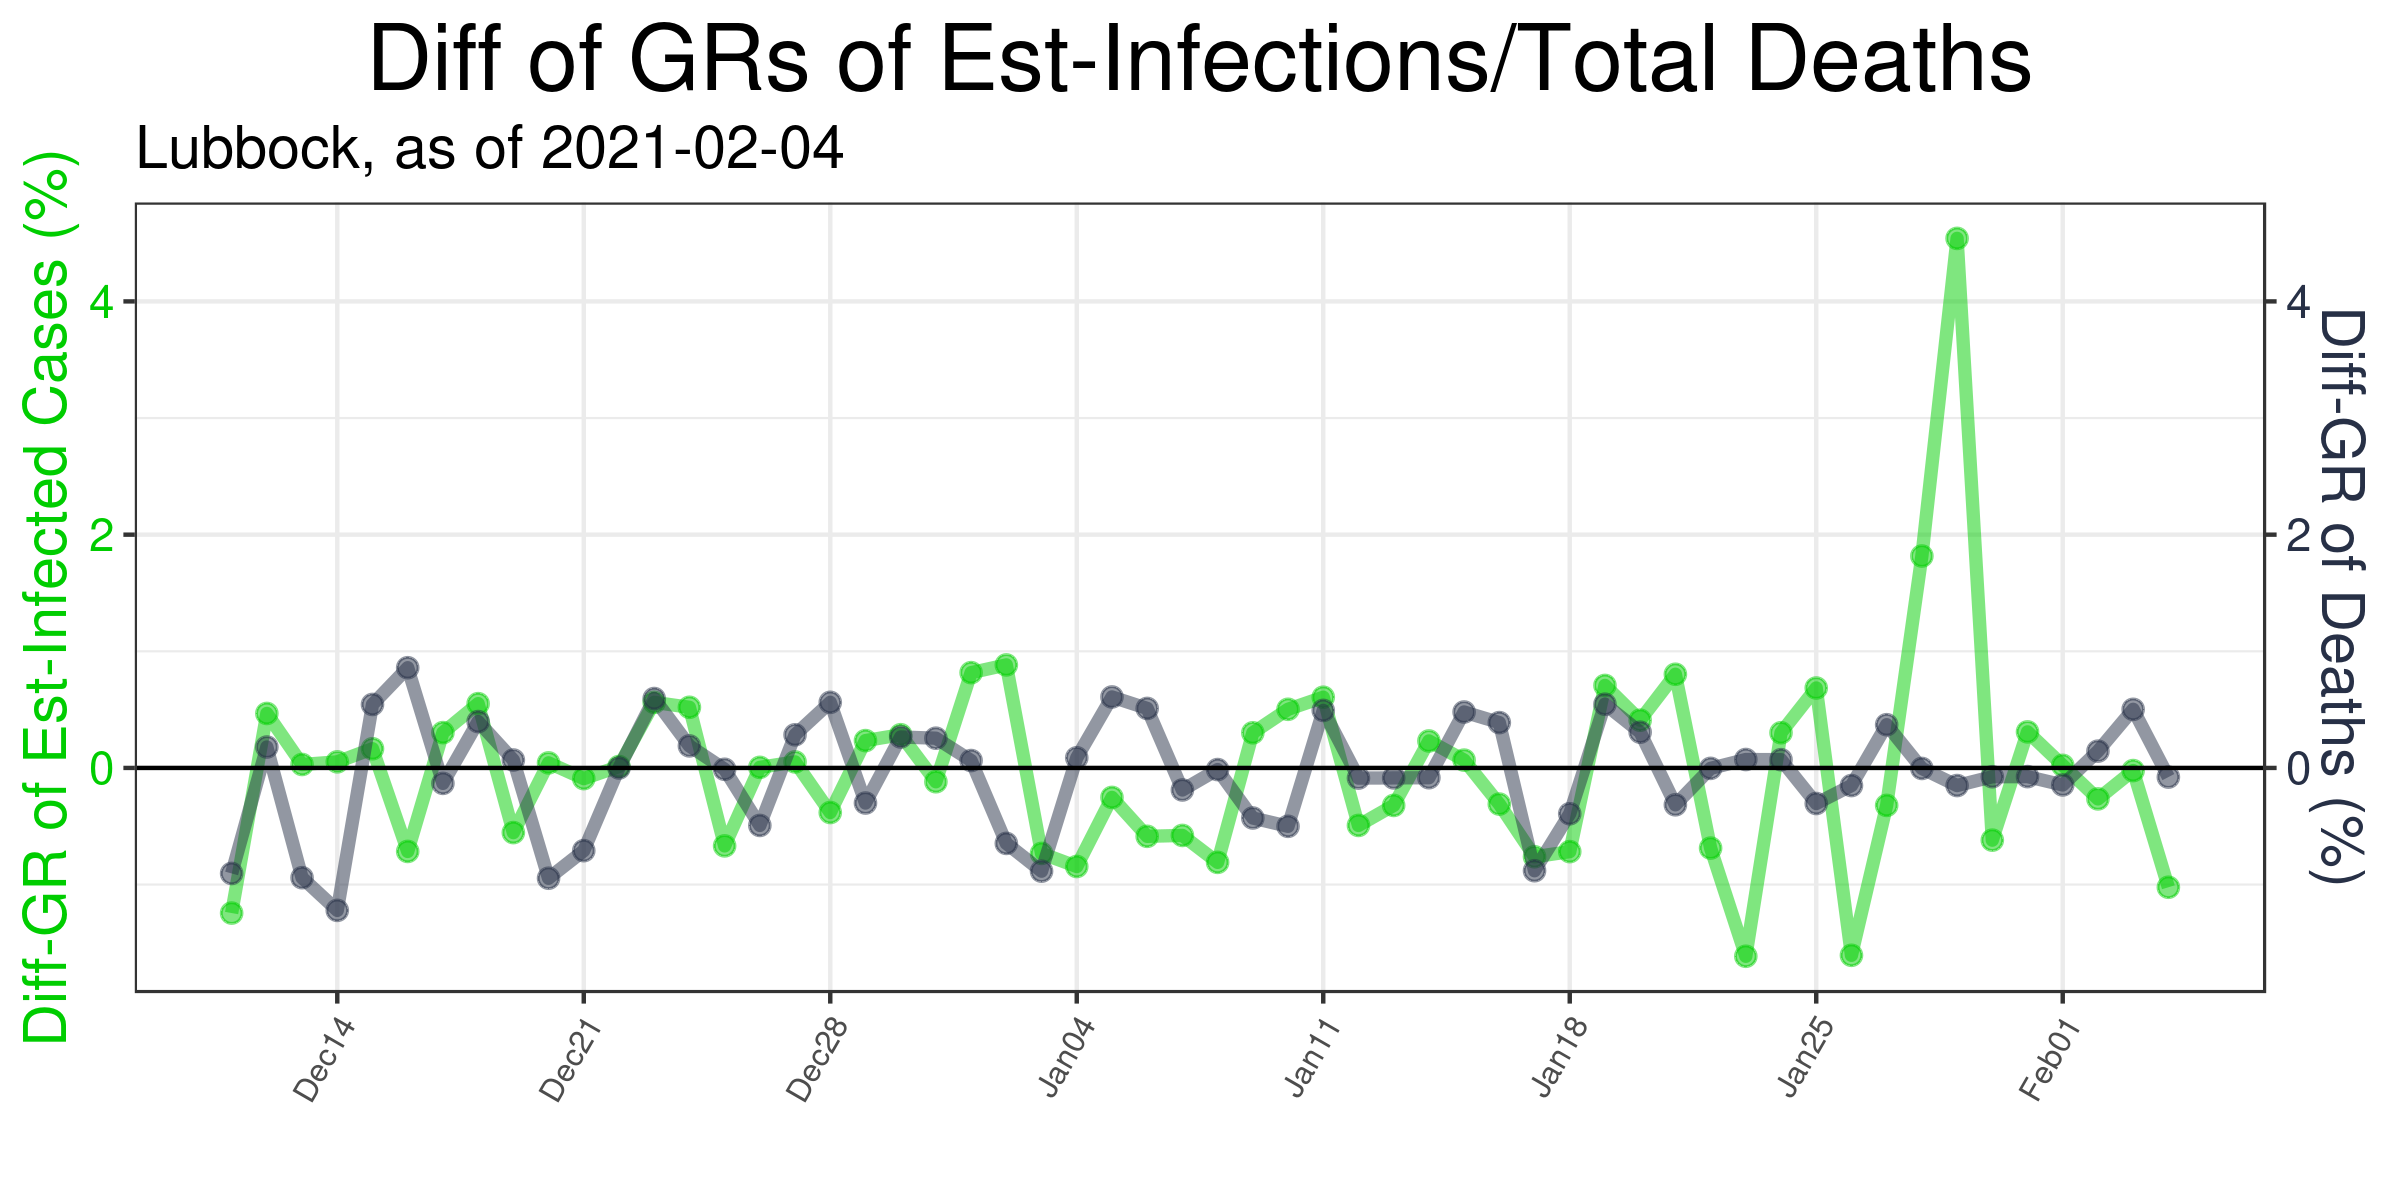 Diff of GRs of Est-Infections/Total Deaths
Lubbock, as of 2021-02-04
Diff-GR of Est-Infected Cases (%)
4
2
0
4
2
0
Diff-GR of Deaths (%)
Dec14
Dec21
Dec28
Jan04
Jan11
Jan18
Jan25
Feb01